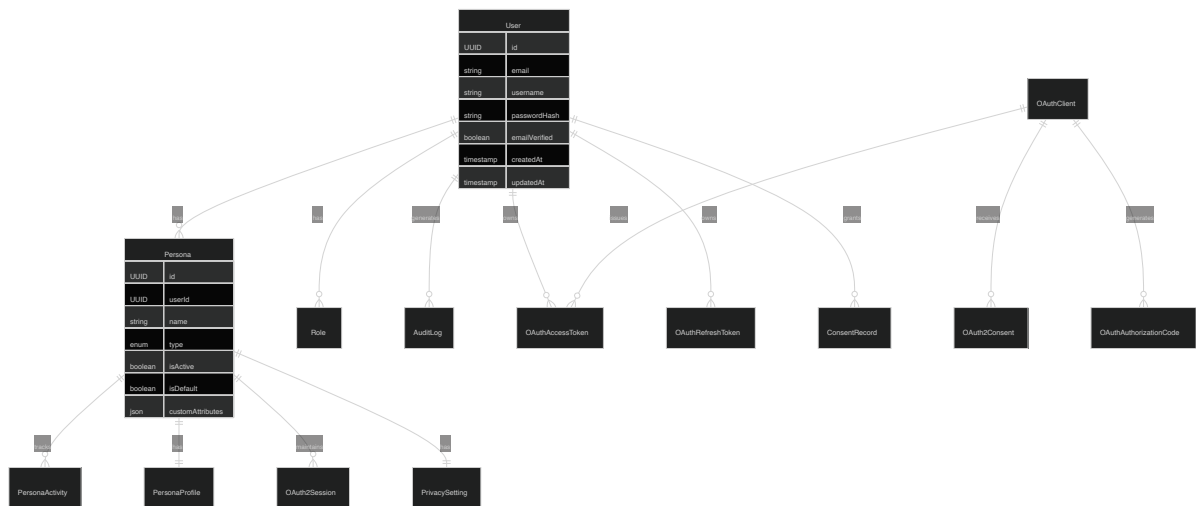 User
UUID id
string email
string username
string passwordHash
boolean emailVerified
timestamp createdAt
timestamp updatedAt
OAuthClient
has
has
generates
owns
issues
owns
grants
receives
generates
Persona
UUID id
UUID userId
string name
enum type
boolean isActive
boolean isDefault
json customAttributes
Role
AuditLog
OAuthAccessToken
OAuthRefreshToken
ConsentRecord
OAuth2Consent
OAuthAuthorizationCode
tracks
has
maintains
has
PersonaActivity
PersonaProfile
OAuth2Session
PrivacySetting